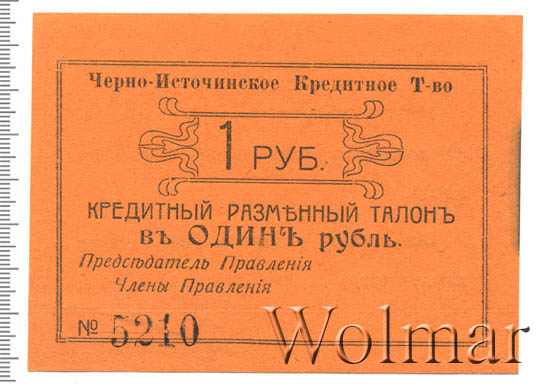 Черно-Источинское Кредитное Т-во
1 РУБ.
КРЕДИТНЫЙ РАЗМѢННЫЙ ТАЛОНЪ
въ ОДИНЪ рубль.
Предсѣдатель Правленія
Члены Правленія
№ 5210
Wolmar